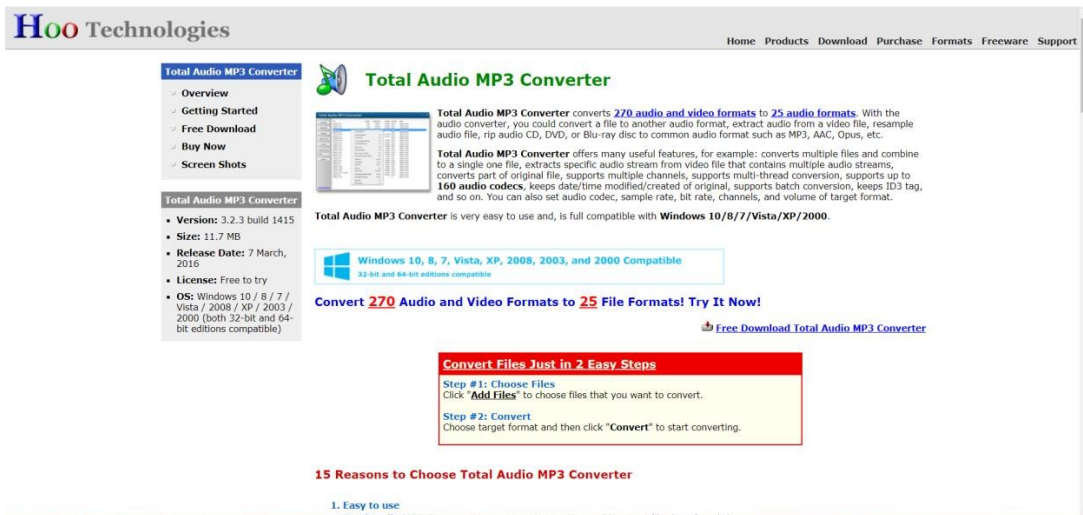 Hoo Technologies
Home Products Download Purchase Formats Freeware Support
Total Audio MP3 Converter
Overview
Getting Started
Free Download
Buy Now
Screen Shots
Total Audio MP3 Converter
Version: 3.2.3 build 1415
Size: 11.7 MB
Release Date: 7 March,
2016
License: Free to try
OS: Windows 10 / 8 / 7 /
Vista / 2008 / XP / 2003 /
2000 (both 32-bit and 64-
bit editions compatible)
Total Audio MP3 Converter
Total Audio MP3 Converter converts 270 audio and video formats to 25 audio formats. With the
audio converter, you could convert a file to another audio format, extract audio from a video file, resample
audio file, rip audio CD, DVD, or Blu-ray disc to common audio format such as MP3, AAC, Opus, etc.
Total Audio MP3 Converter offers many useful features, for example: converts multiple files and combine
to a single one file, extracts specific audio stream from video file that contains multiple audio streams,
converts part of original file, supports multiple channels, supports multi-thread conversion, supports up to
160 audio codecs, keeps date/time modified/created of original, supports batch conversion, keeps ID3 tag,
and so on. You can also set audio codec, sample rate, bit rate, channels, and volume of target format.
Total Audio MP3 Converter is very easy to use and, is full compatible with Windows 10/8/7/Vista/XP/2000.
Windows 10, 8, 7, Vista, XP, 2008, 2003, and 2000 Compatible
32-bit and 64-bit editions compatible
Convert 270 Audio and Video Formats to 25 File Formats! Try It Now!
Free Download Total Audio MP3 Converter
Convert Files Just in 2 Easy Steps
Step #1: Choose Files
Click "Add Files" to choose files that you want to convert.
Step #2: Convert
Choose target format and then click "Convert" to start converting.
15 Reasons to Choose Total Audio MP3 Converter
1. Easy to use